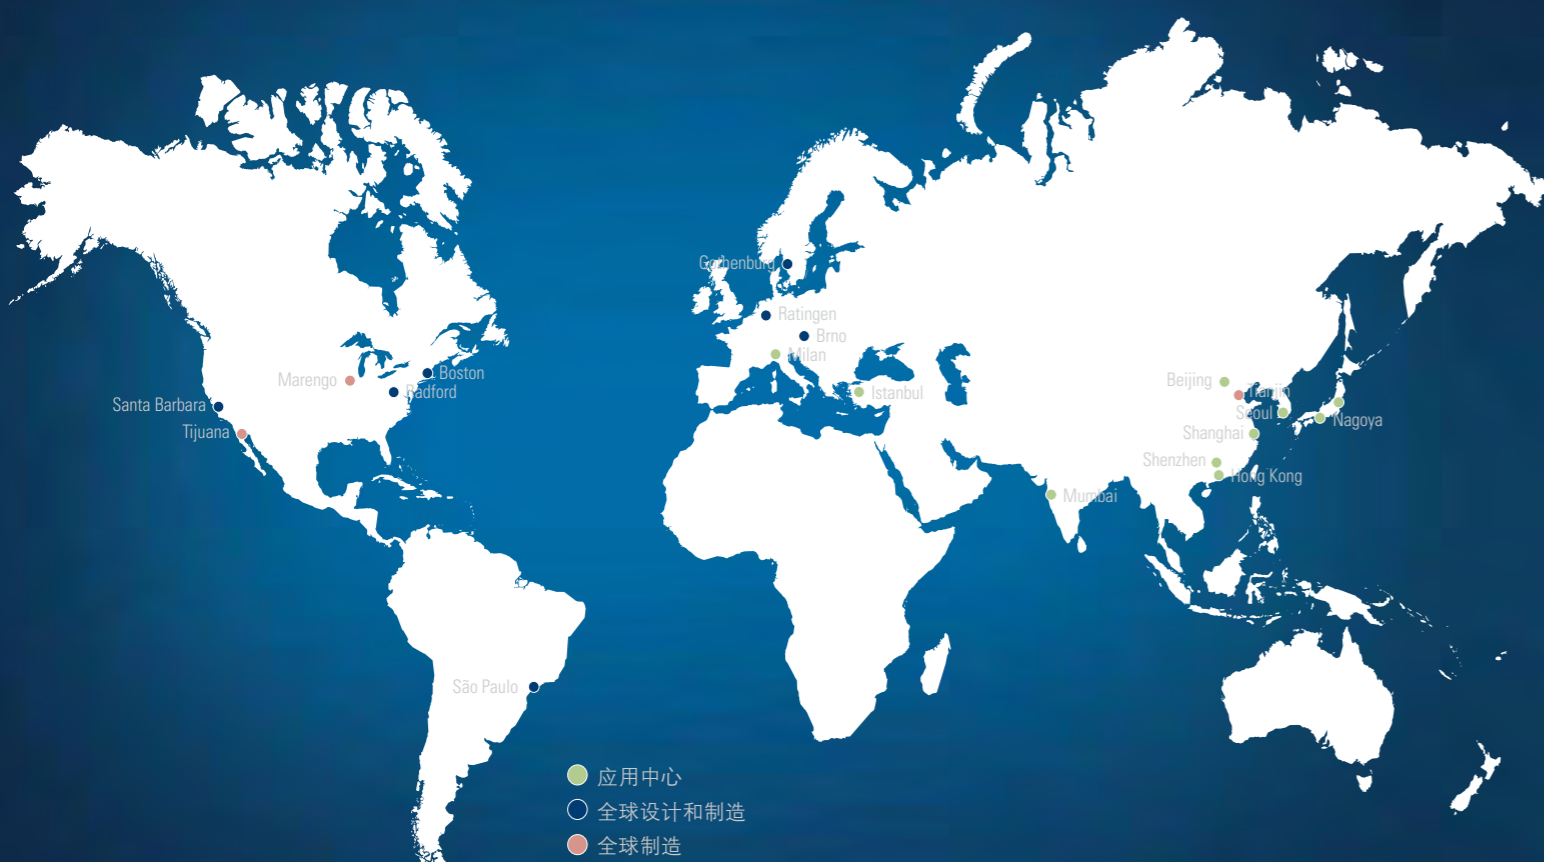 Gothenburg
Ratingen
Brno
Milan
Istanbul
Marengo
Boston
Radford
Santa Barbara
Tijuana
São Paulo
Beijing
Tianjin
Seoul
Nagoya
Shanghai
Shenzhen
Hong Kong
Mumbai
应用中心
全球设计和制造
全球制造